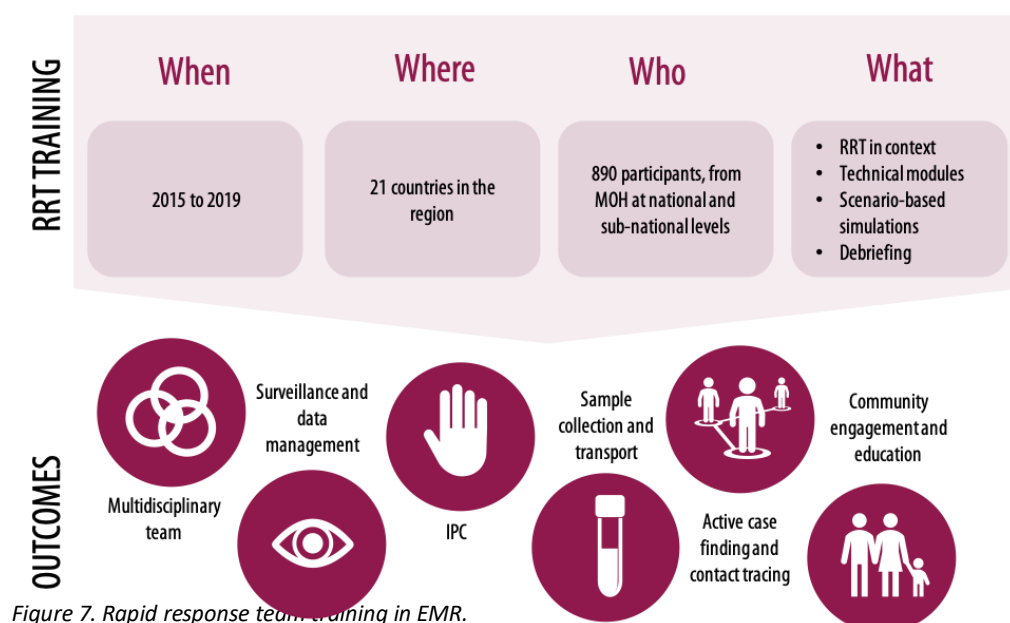 RRT TRAINING
When
2015 to 2019
Where
21 countries in the
region
Who
890 participants, from
MOH at national and
sub-national levels
What
• RRT in context
• Technical modules
• Scenario-based
simulations
• Debriefing
OUTCOMES
Multidisciplinary
team
Surveillance and
data
management
IPC
Sample
collection and
transport
Active case
finding and
contact tracing
Community
engagement and
education
Figure 7. Rapid response team training in EMR.